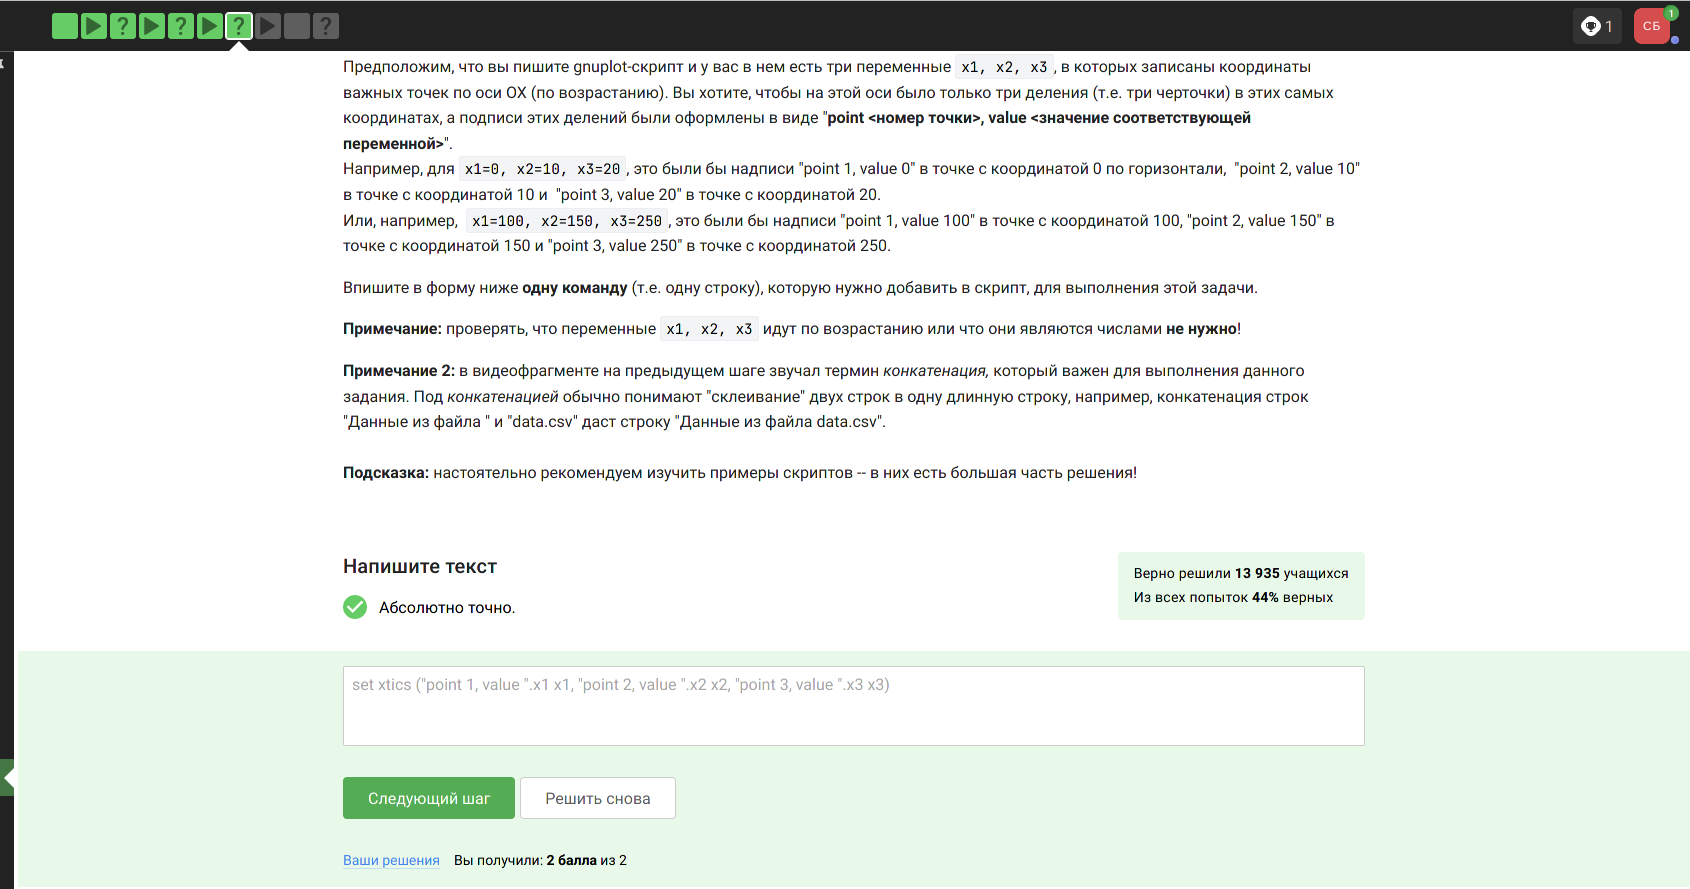 ? ? ? ?
1
СБ
1
Предположим, что вы пишите gnuplot-скрипт и у вас в нем есть три переменные x1, x2, x3, в которых записаны координаты
важных точек по оси OX (по возрастанию). Вы хотите, чтобы на этой оси было только три деления (т.е. три черточки) в этих самых
координатах, а подписи этих делений были оформлены в виде "point <номер точки>, value <значение соответствующей
переменной>".
Например, для x1=0, x2=10, x3=20, это были бы надписи "point 1, value 0" в точке с координатой 0 по горизонтали, "point 2, value 10"
в точке с координатой 10 и "point 3, value 20" в точке с координатой 20.
Или, например, x1=100, x2=150, x3=250, это были бы надписи "point 1, value 100" в точке с координатой 100, "point 2, value 150" в
точке с координатой 150 и "point 3, value 250" в точке с координатой 250.
Впишите в форму ниже одну команду (т.е. одну строку), которую нужно добавить в скрипт, для выполнения этой задачи.
Примечание: проверять, что переменные x1, x2, x3 идут по возрастанию или что они являются числами не нужно!
Примечание 2: в видеофрагменте на предыдущем шаге звучал термин конкатенация, который важен для выполнения данного
задания. Под конкатенацией обычно понимают "склеивание" двух строк в одну длинную строку, например, конкатенация строк
"Данные из файла " и "data.csv" даст строку "Данные из файла data.csv".
Подсказка: настоятельно рекомендуем изучить примеры скриптов -- в них есть большая часть решения!
Напишите текст
Абсолютно точно.
Верно решили 13 935 учащихся
Из всех попыток 44% верных
set xtics ("point 1, value ".x1 x1, "point 2, value ".x2 x2, "point 3, value ".x3 x3)
Следующий шаг
Решить снова
Ваши решения Вы получили: 2 балла из 2